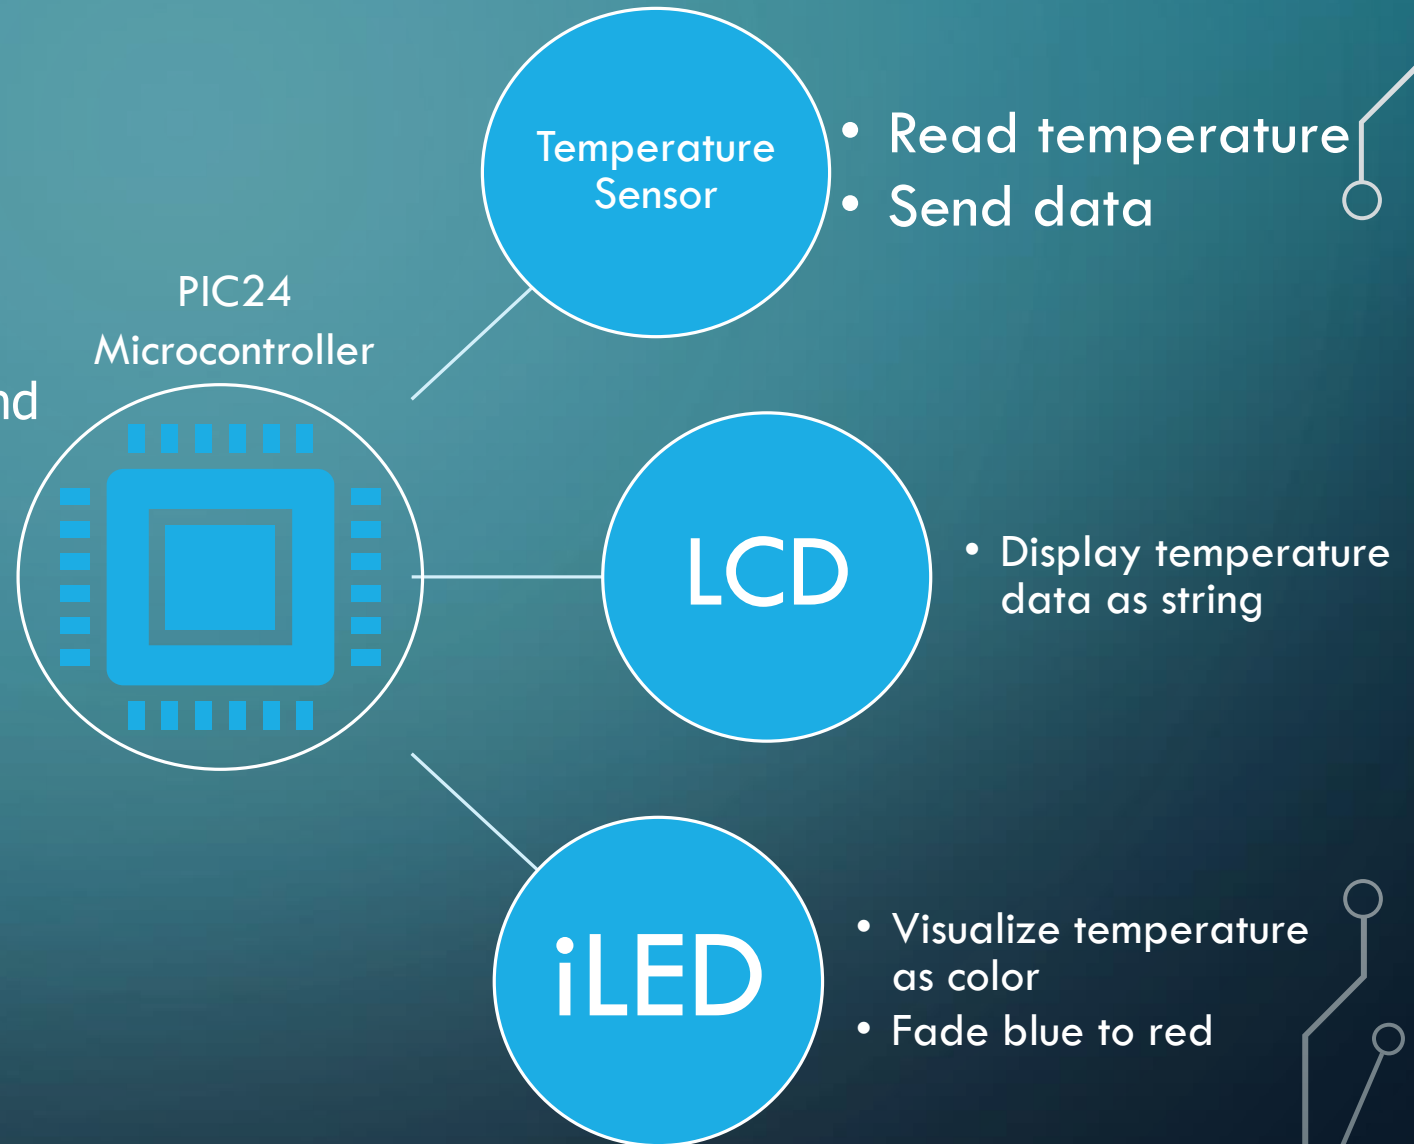 Temperature
Sensor
• Read temperature
• Send data
PIC24
Microcontroller
nd
LCD
• Display temperature
data as string
iLED
• Visualize temperature
as color
• Fade blue to red